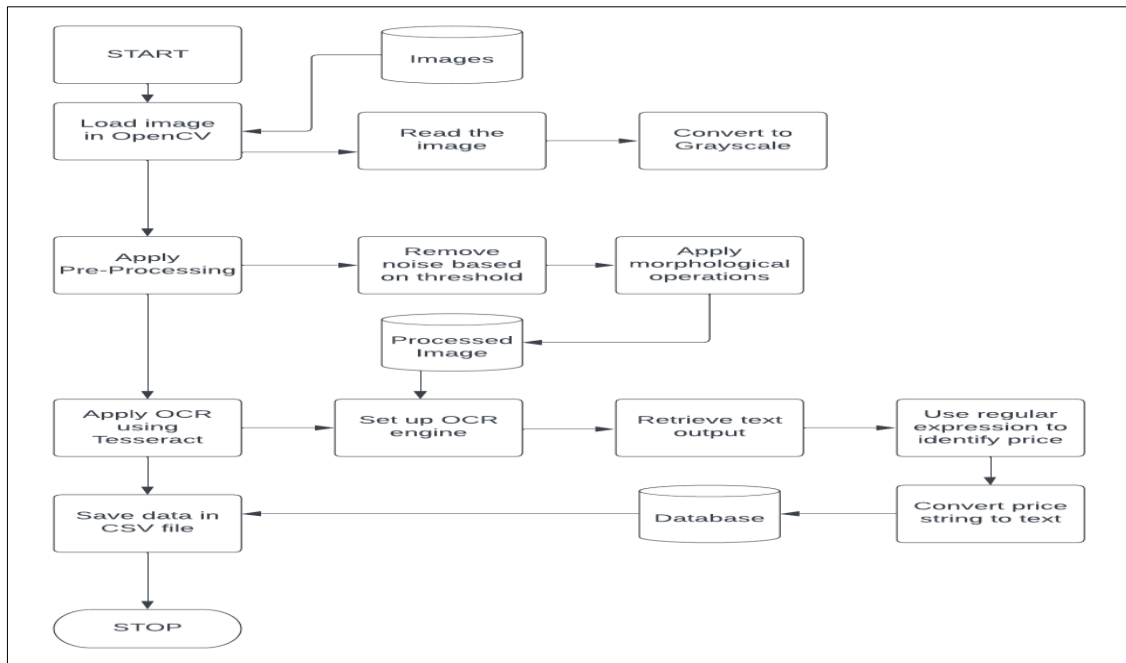 START
Images
Load image
in OpenCV
Read the
image
Convert to
Grayscale
Apply
Pre-Processing
Remove
noise based
on threshold
Apply
morphological
operations
Processed
Image
Apply OCR
using
Tesseract
Set up OCR
engine
Retrieve text
output
Use regular
expression to
identify price
Save data in
CSV file
Database
Convert price
string to text
STOP